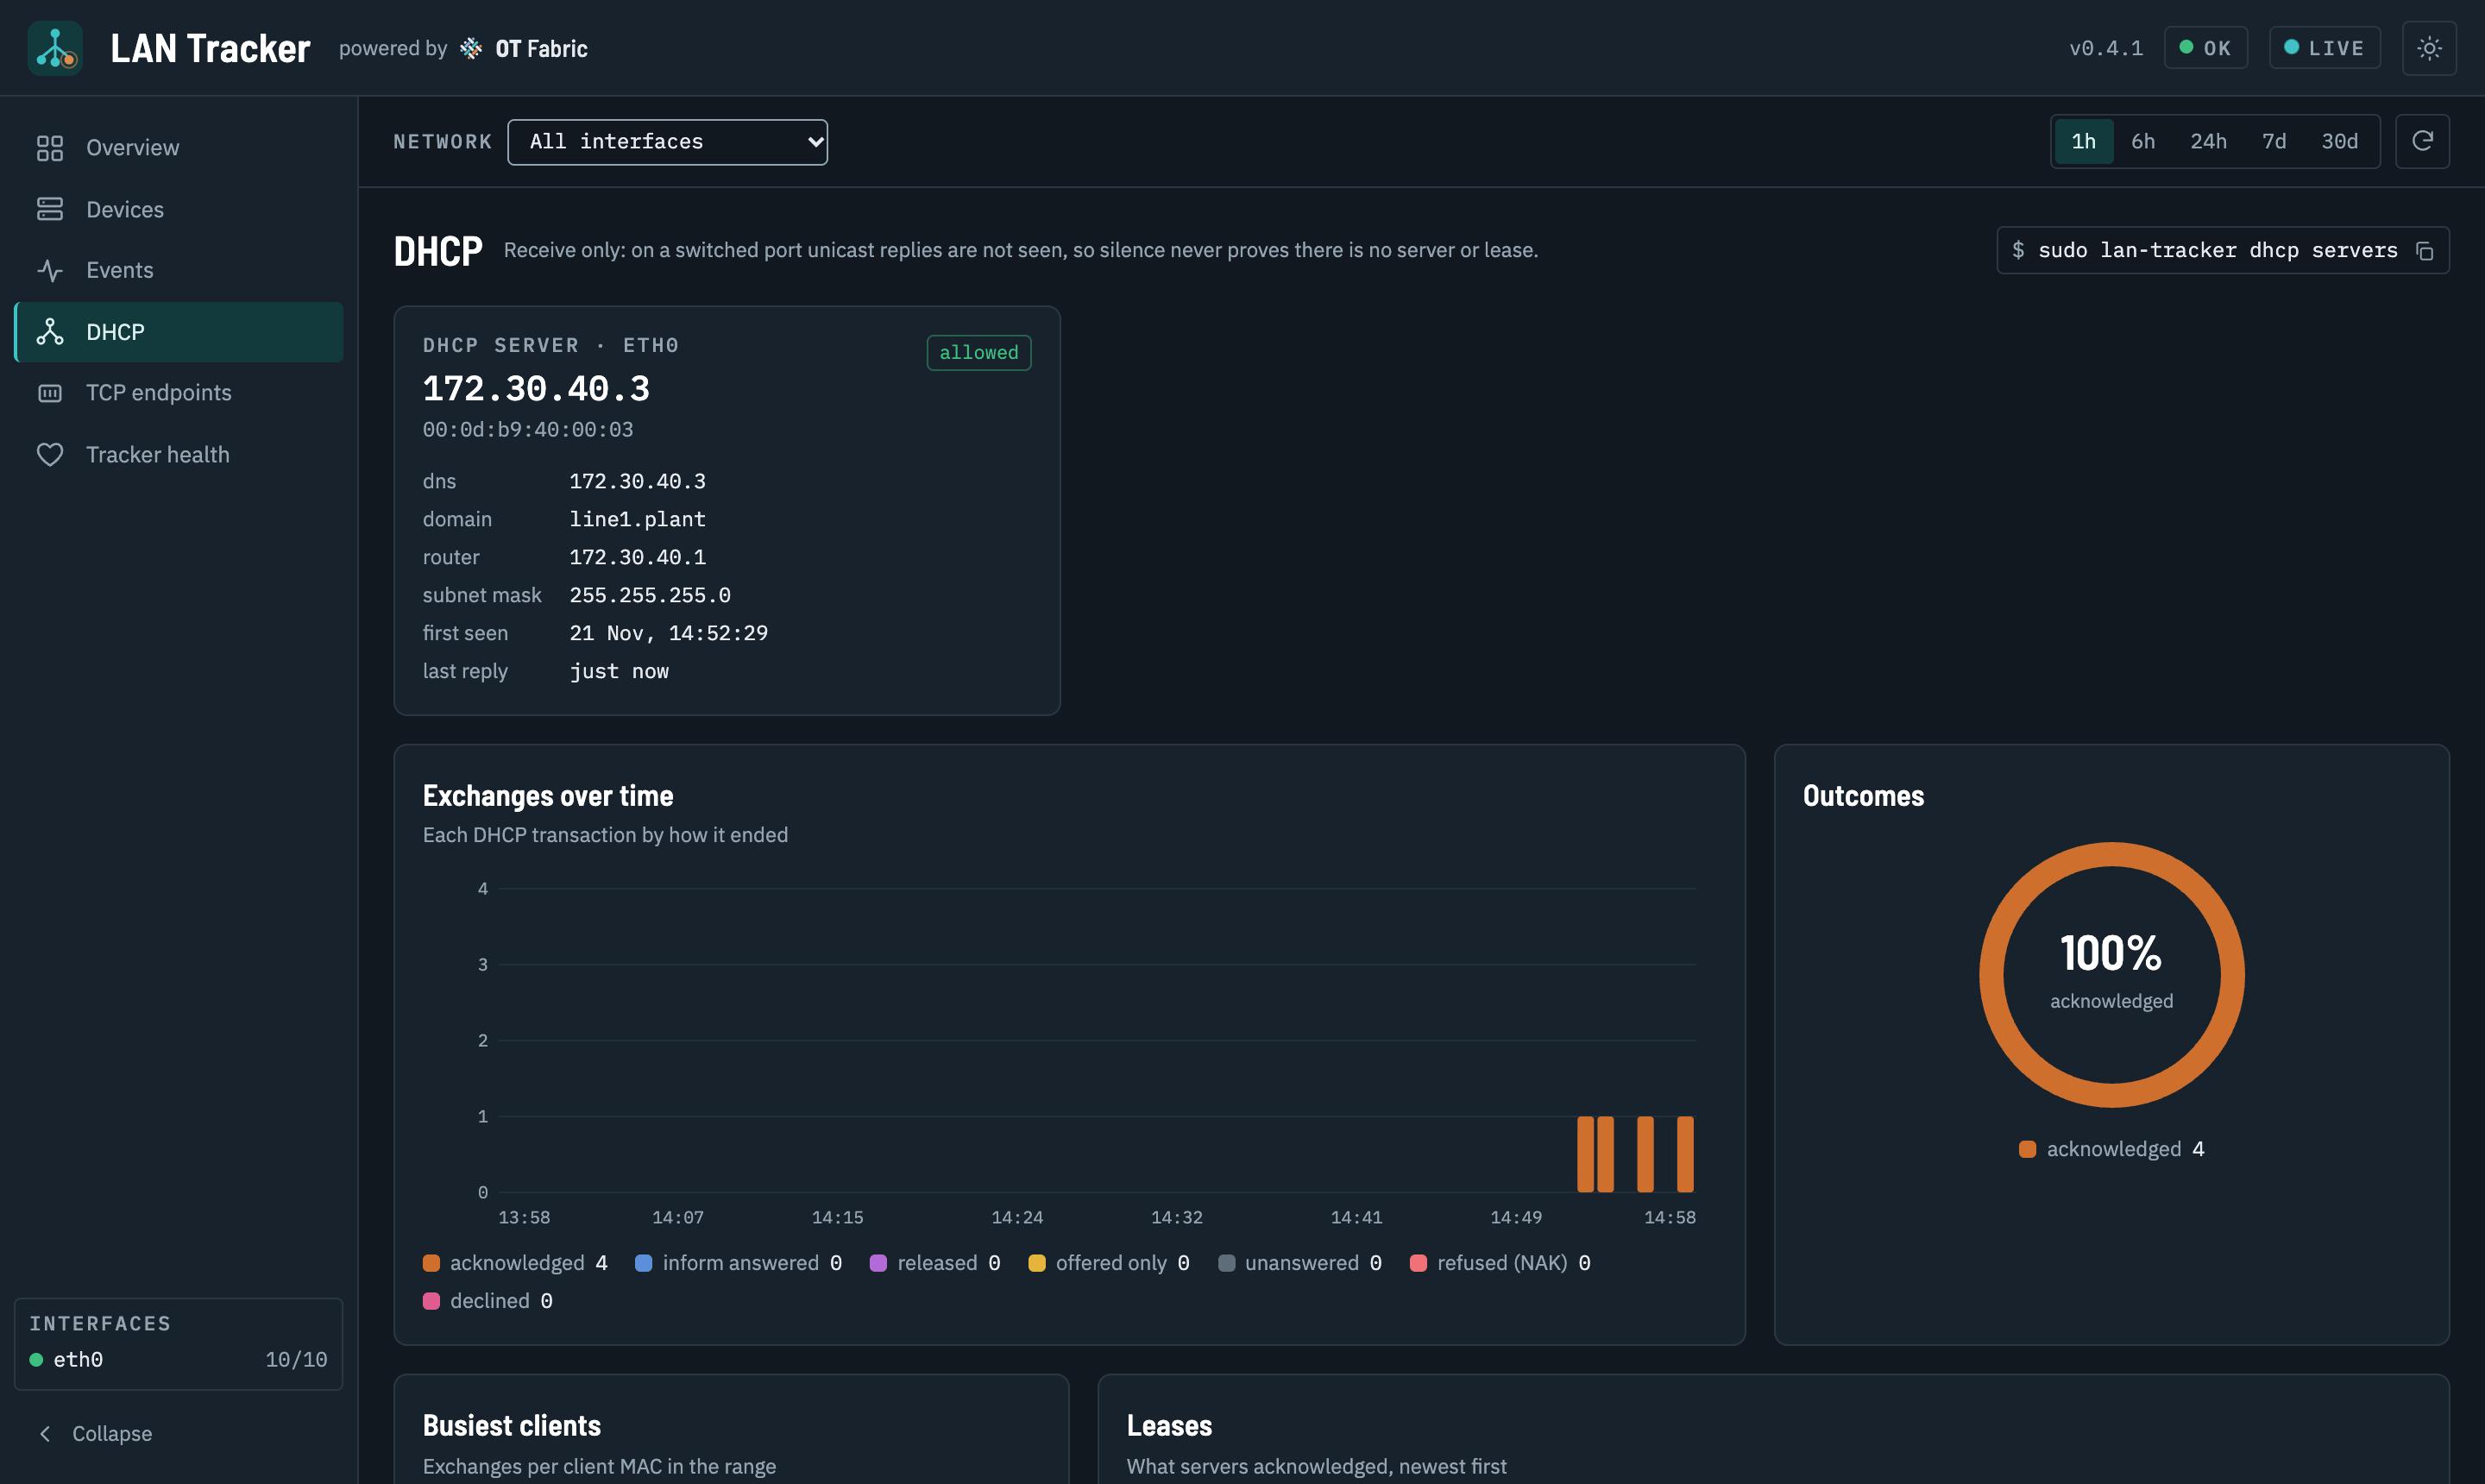 LAN Tracker powered by OT Fabric
v0.4.1 OK LIVE
Overview
Devices
Events
DHCP
TCP endpoints
Tracker health
INTERFACES
eth0 10/10
Collapse
NETWORK All interfaces 1h 6h 24h 7d 30d
DHCP Receive only: on a switched port unicast replies are not seen, so silence never proves there is no server or lease. $ sudo lan-tracker dhcp servers
DHCP SERVER · ETH0 allowed
172.30.40.3
00:0d:b9:40:00:03
dns 172.30.40.3
domain line1.plant
router 172.30.40.1
subnet mask 255.255.255.0
first seen 21 Nov, 14:52:29
last reply just now
Exchanges over time
Each DHCP transaction by how it ended
4
3
2
1
0
13:58 14:07 14:15 14:24 14:32 14:41 14:49 14:58
acknowledged 4 inform answered 0 released 0 offered only 0 unanswered 0 refused (NAK) 0
declined 0
Outcomes
100%
acknowledged
acknowledged 4
Busiest clients
Exchanges per client MAC in the range
Leases
What servers acknowledged, newest first